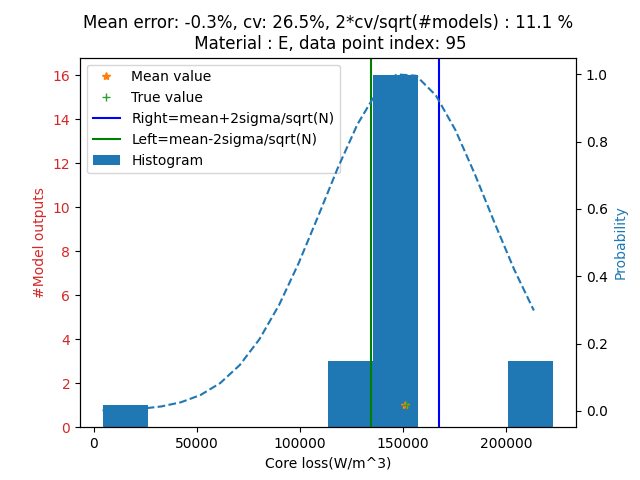 Mean error: -0.3%, cv: 26.5%, 2*cv/sqrt(#models) : 11.1 %
Material : E, data point index: 95
Mean value
True value
Right=mean+2sigma/sqrt(N)
Left=mean-2sigma/sqrt(N)
Histogram
16
14
12
10
8
6
4
2
0
#Model outputs
1.0
0.8
0.6
0.4
0.2
0.0
Probability
0
50000
100000
150000
200000
Core loss(W/m^3)